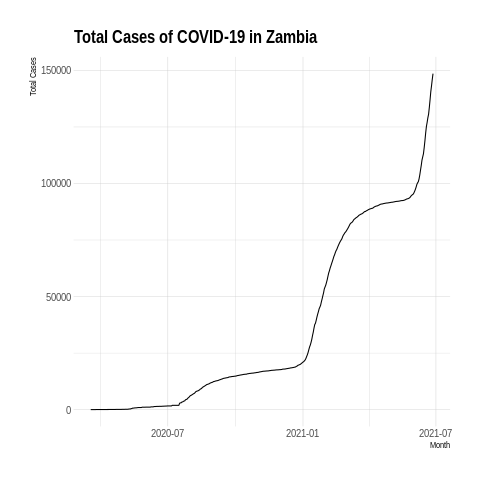 Total Cases of COVID-19 in Zambia
Total Cases
150000
100000
50000
0
2020-07
2021-01
2021-07
Month